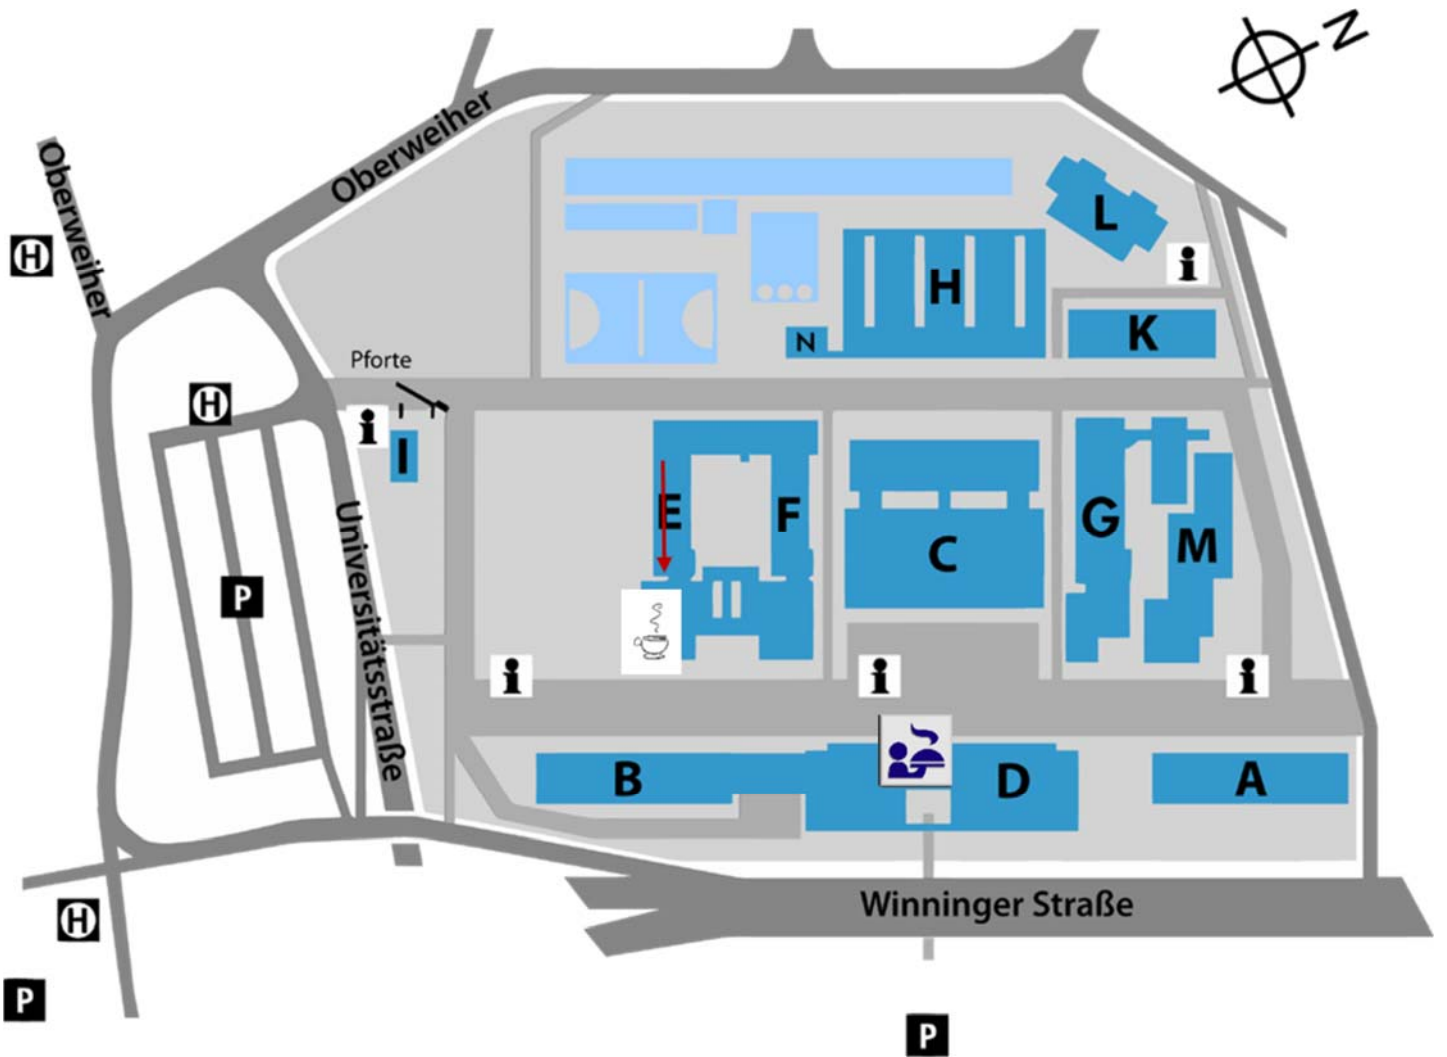 N
Oberweiher
Oberweiher
L
H
i
H
N
K
Pforte
H
i
I
E
F
C
G
M
P
Universitätsstraße
i
i
i
B
D
A
Winninger Straße
H
P
P